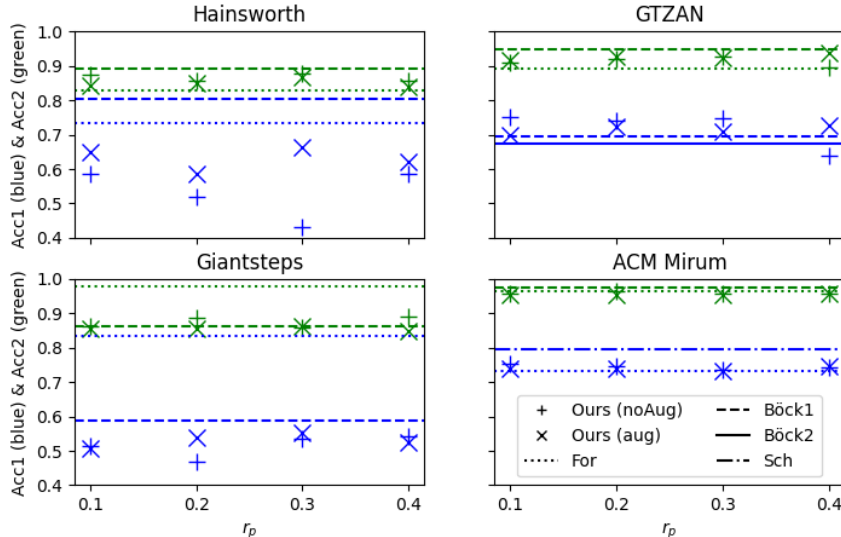 Hainsworth
GTZAN
Acc1 (blue) & Acc2 (green)
1.0
0.9
0.8
0.7
0.6
0.5
0.4
Giantsteps
ACM Mirum
Acc1 (blue) & Acc2 (green)
1.0
0.9
0.8
0.7
0.6
0.5
0.4
Ours (noAug)
Ours (aug)
For
Böck1
Böck2
Sch
0.1 0.2 0.3 0.4
0.1 0.2 0.3 0.4
r_p
r_p